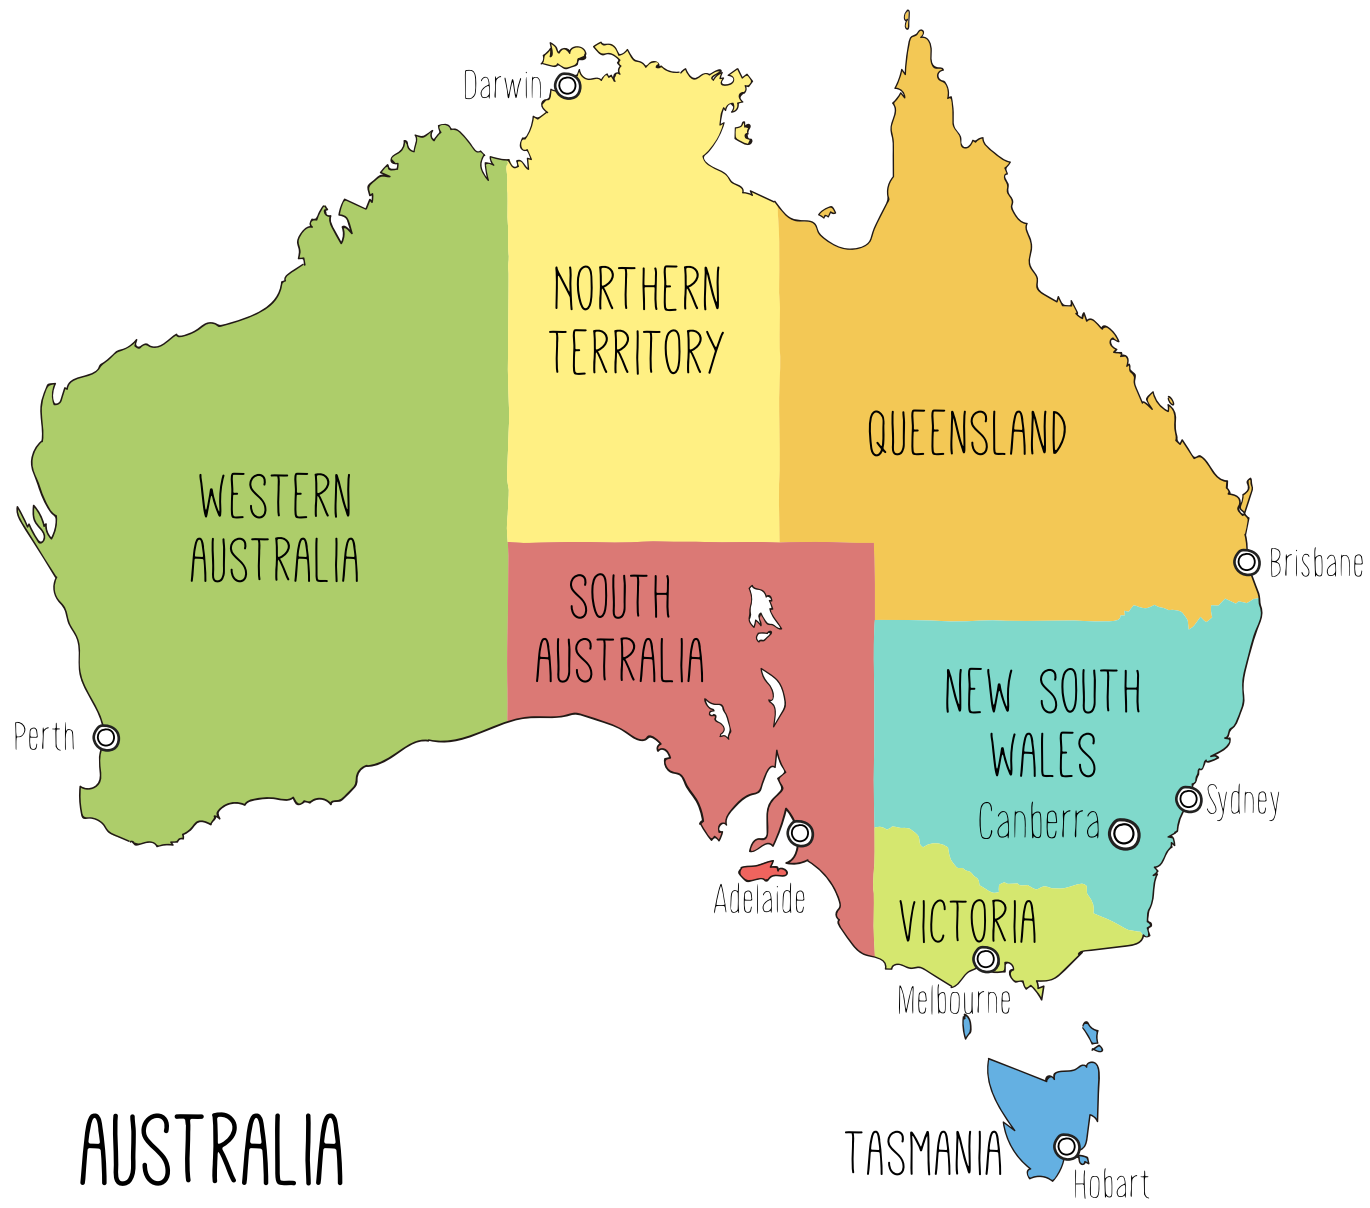 Darwin
NORTHERN
TERRITORY
QUEENSLAND
WESTERN
AUSTRALIA
Brisbane
SOUTH
AUSTRALIA
NEW SOUTH
WALES
Perth
Sydney
Canberra
Adelaide
VICTORIA
Melbourne
AUSTRALIA
TASMANIA
Hobart